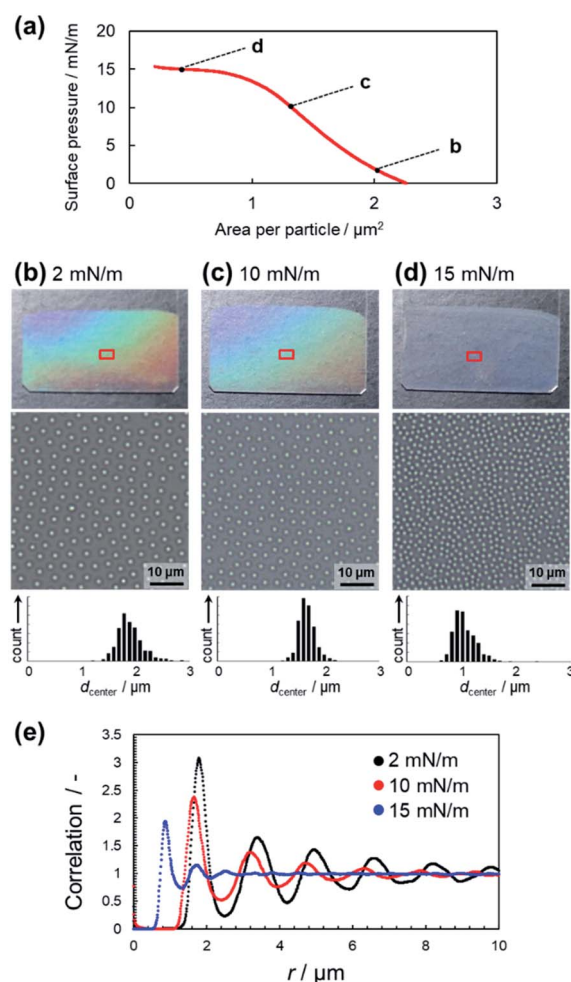 (a)
Surface pressure / mN/m
20
15
10
5
0
d
c
b
0 1 2 3
Area per particle / μm²
(b) 2 mN/m
(c) 10 mN/m
(d) 15 mN/m
10 μm
10 μm
10 μm
count
0 1 2 3
d center / μm
count
0 1 2 3
d center / μm
count
0 1 2 3
d center / μm
(e)
Correlation / -
3.5
3
2.5
2
1.5
1
0.5
0
2 mN/m
10 mN/m
15 mN/m
0 2 4 6 8 10
r / μm